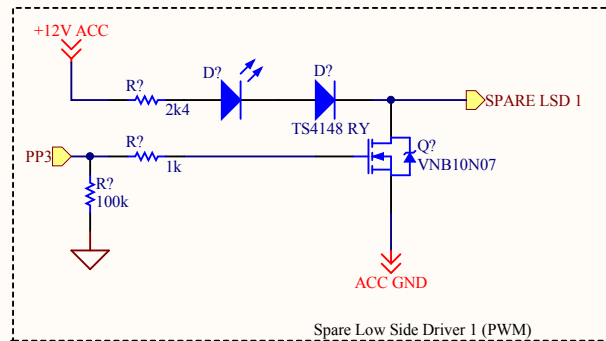 +12V ACC
R?
2k4
D?
D?
TS4148 RY
SPARE LSD 1
PP3
R?
1k
R?
100k
Q?
VNB10N07
ACC GND
Spare Low Side Driver 1 (PWM)